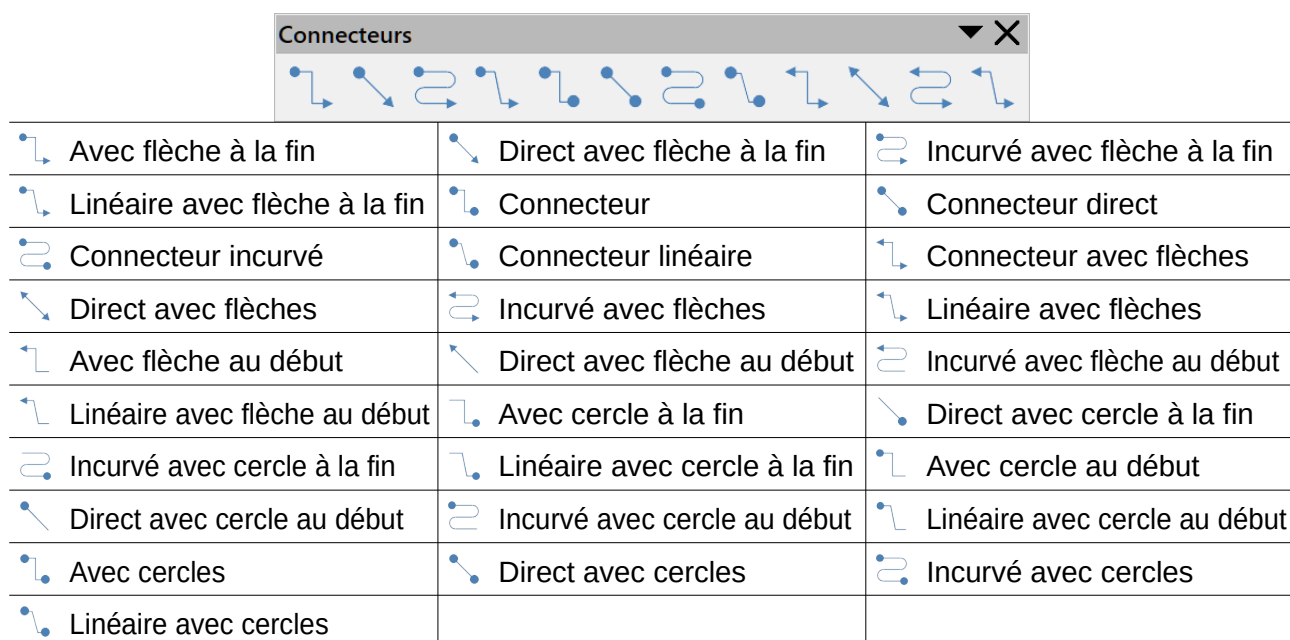 Connecteurs
Avec flèche à la fin
Direct avec flèche à la fin
Incurvé avec flèche à la fin
Linéaire avec flèche à la fin
Connecteur
Connecteur direct
Connecteur incurvé
Connecteur linéaire
Connecteur avec flèches
Direct avec flèches
Incurvé avec flèches
Linéaire avec flèches
Avec flèche au début
Direct avec flèche au début
Incurvé avec flèche au début
Linéaire avec flèche au début
Avec cercle à la fin
Direct avec cercle à la fin
Incurvé avec cercle à la fin
Linéaire avec cercle à la fin
Avec cercle au début
Direct avec cercle au début
Incurvé avec cercle au début
Linéaire avec cercle au début
Avec cercles
Direct avec cercles
Incurvé avec cercles
Linéaire avec cercles